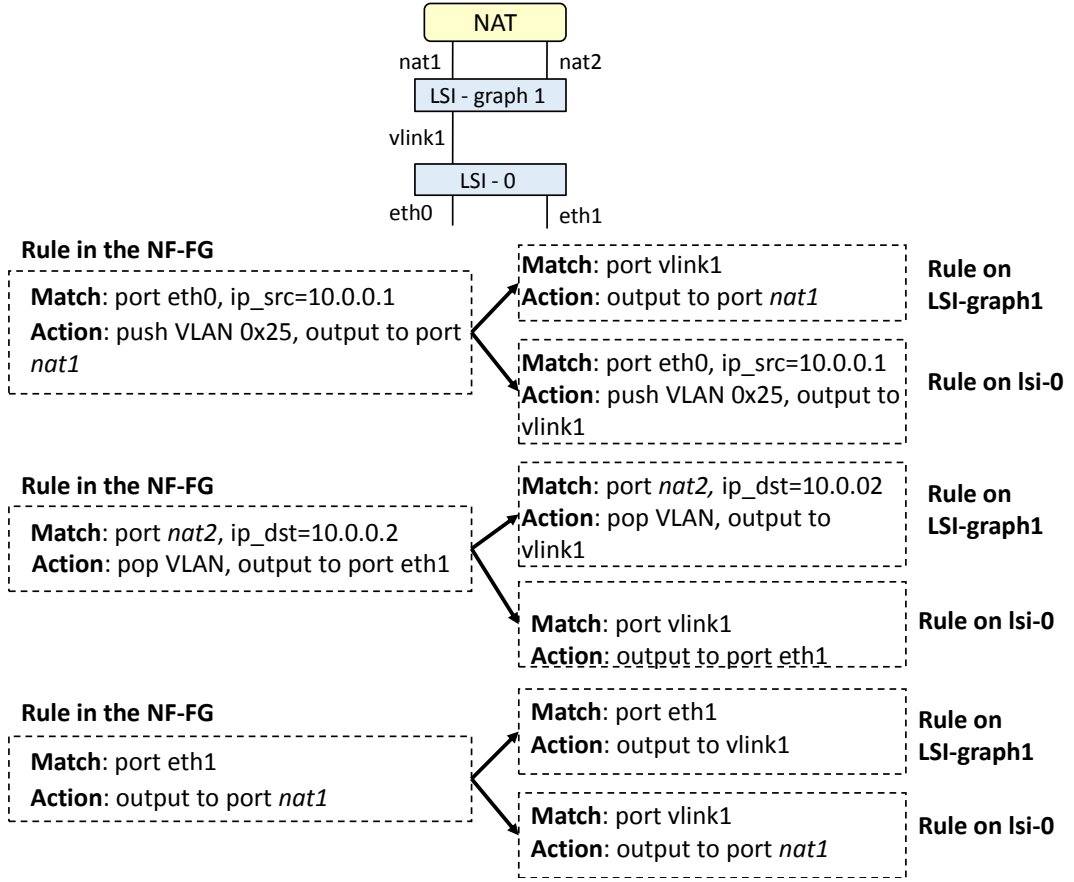 NAT
nat1
nat2
LSI - graph 1
vlink1
LSI - 0
eth0
eth1
Rule in the NF-FG
Match: port eth0, ip_src=10.0.0.1
Action: push VLAN 0x25, output to port
nat1
Match: port vlink1
Action: output to port nat1
Rule on
LSI-graph1
Match: port eth0, ip_src=10.0.0.1
Action: push VLAN 0x25, output to
vlink1
Rule on lsi-0
Rule in the NF-FG
Match: port nat2, ip_dst=10.0.0.2
Action: pop VLAN, output to port eth1
Match: port nat2, ip_dst=10.0.02
Action: pop VLAN, output to
vlink1
Rule on
LSI-graph1
Match: port vlink1
Action: output to port eth1
Rule on lsi-0
Rule in the NF-FG
Match: port eth1
Action: output to port nat1
Match: port eth1
Action: output to vlink1
Rule on
LSI-graph1
Match: port vlink1
Action: output to port nat1
Rule on lsi-0